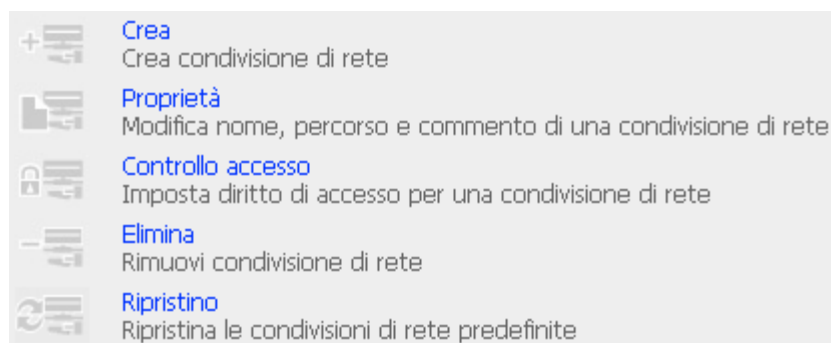 Crea
Crea condivisione di rete
Proprietà
Modifica nome, percorso e commento di una condivisione di rete
Controllo accesso
Imposta diritto di accesso per una condivisione di rete
Elimina
Rimuovi condivisione di rete
Ripristino
Ripristina le condivisioni di rete predefinite